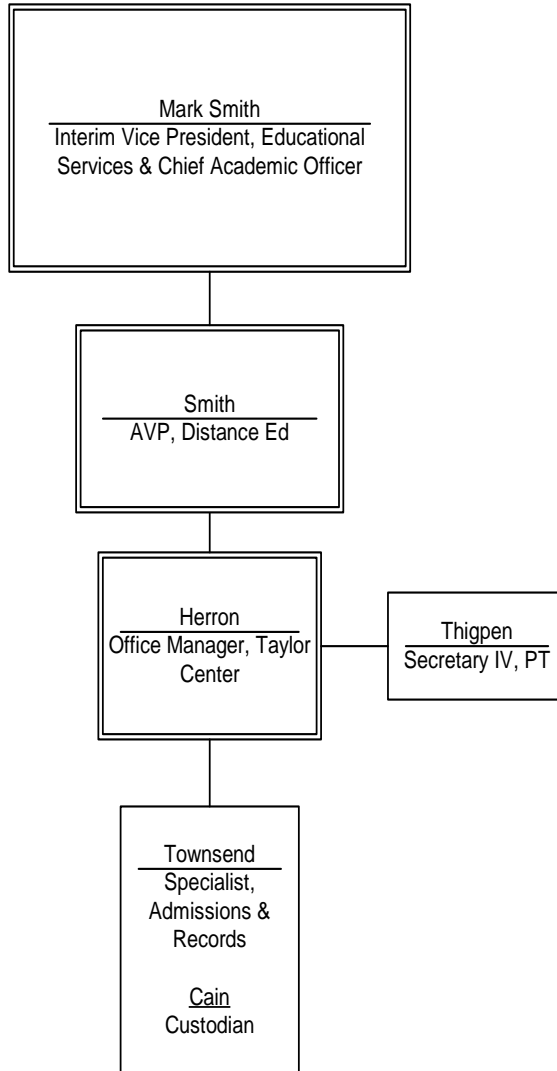 Mark Smith
Interim Vice President, Educational
Services & Chief Academic Officer
Smith
AVP, Distance Ed
Herron
Office Manager, Taylor
Center
Thigpen
Secretary IV, PT
Townsend
Specialist,
Admissions &
Records
Cain
Custodian